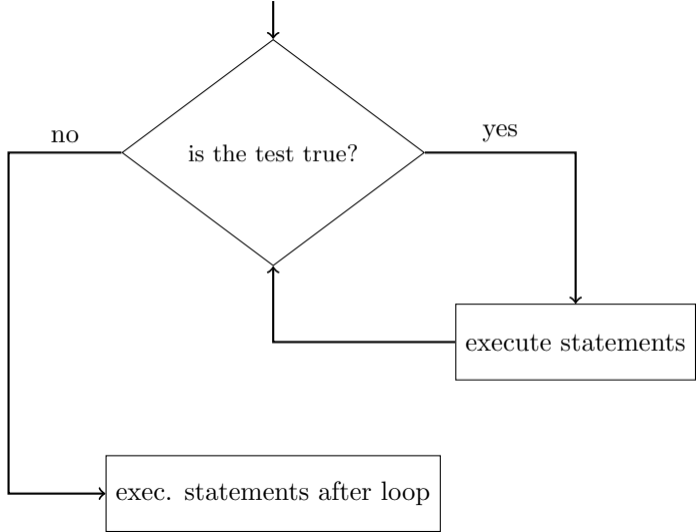 no
yes
is the test true?
execute statements
exec. statements after loop